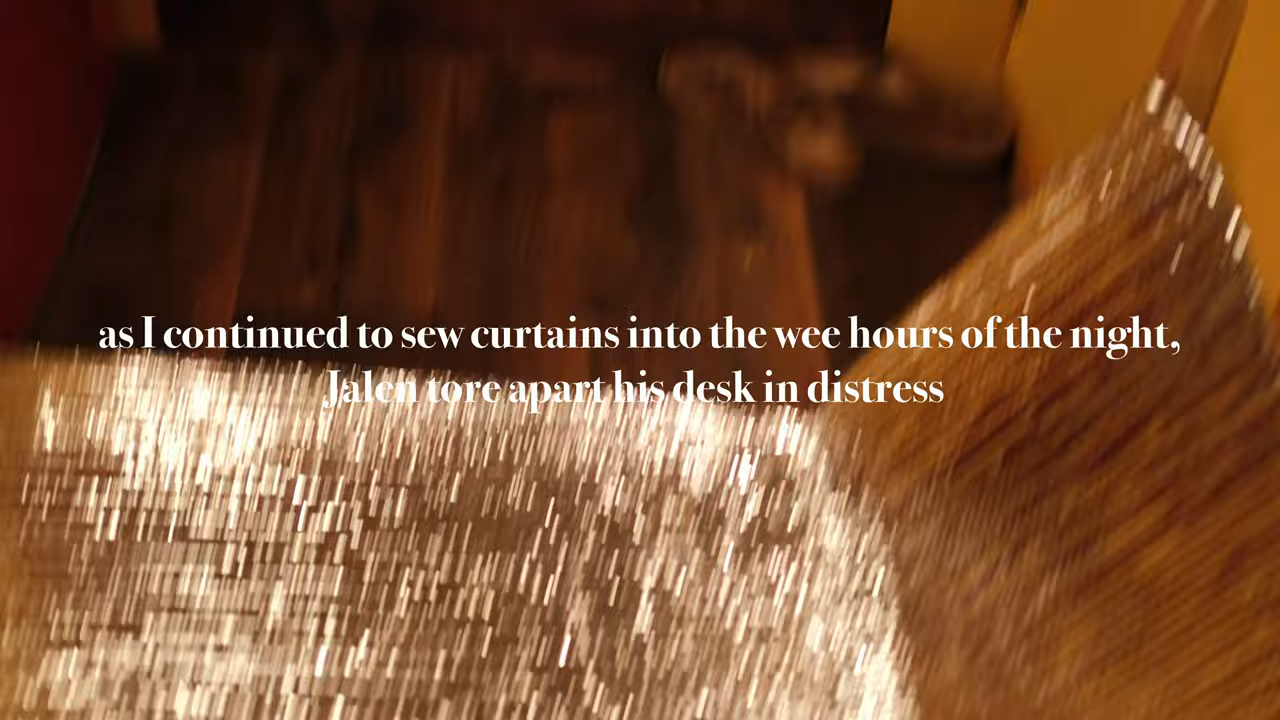 as I continued to sew curtains into the wee hours of the night,
Jalen tore apart his desk in distress